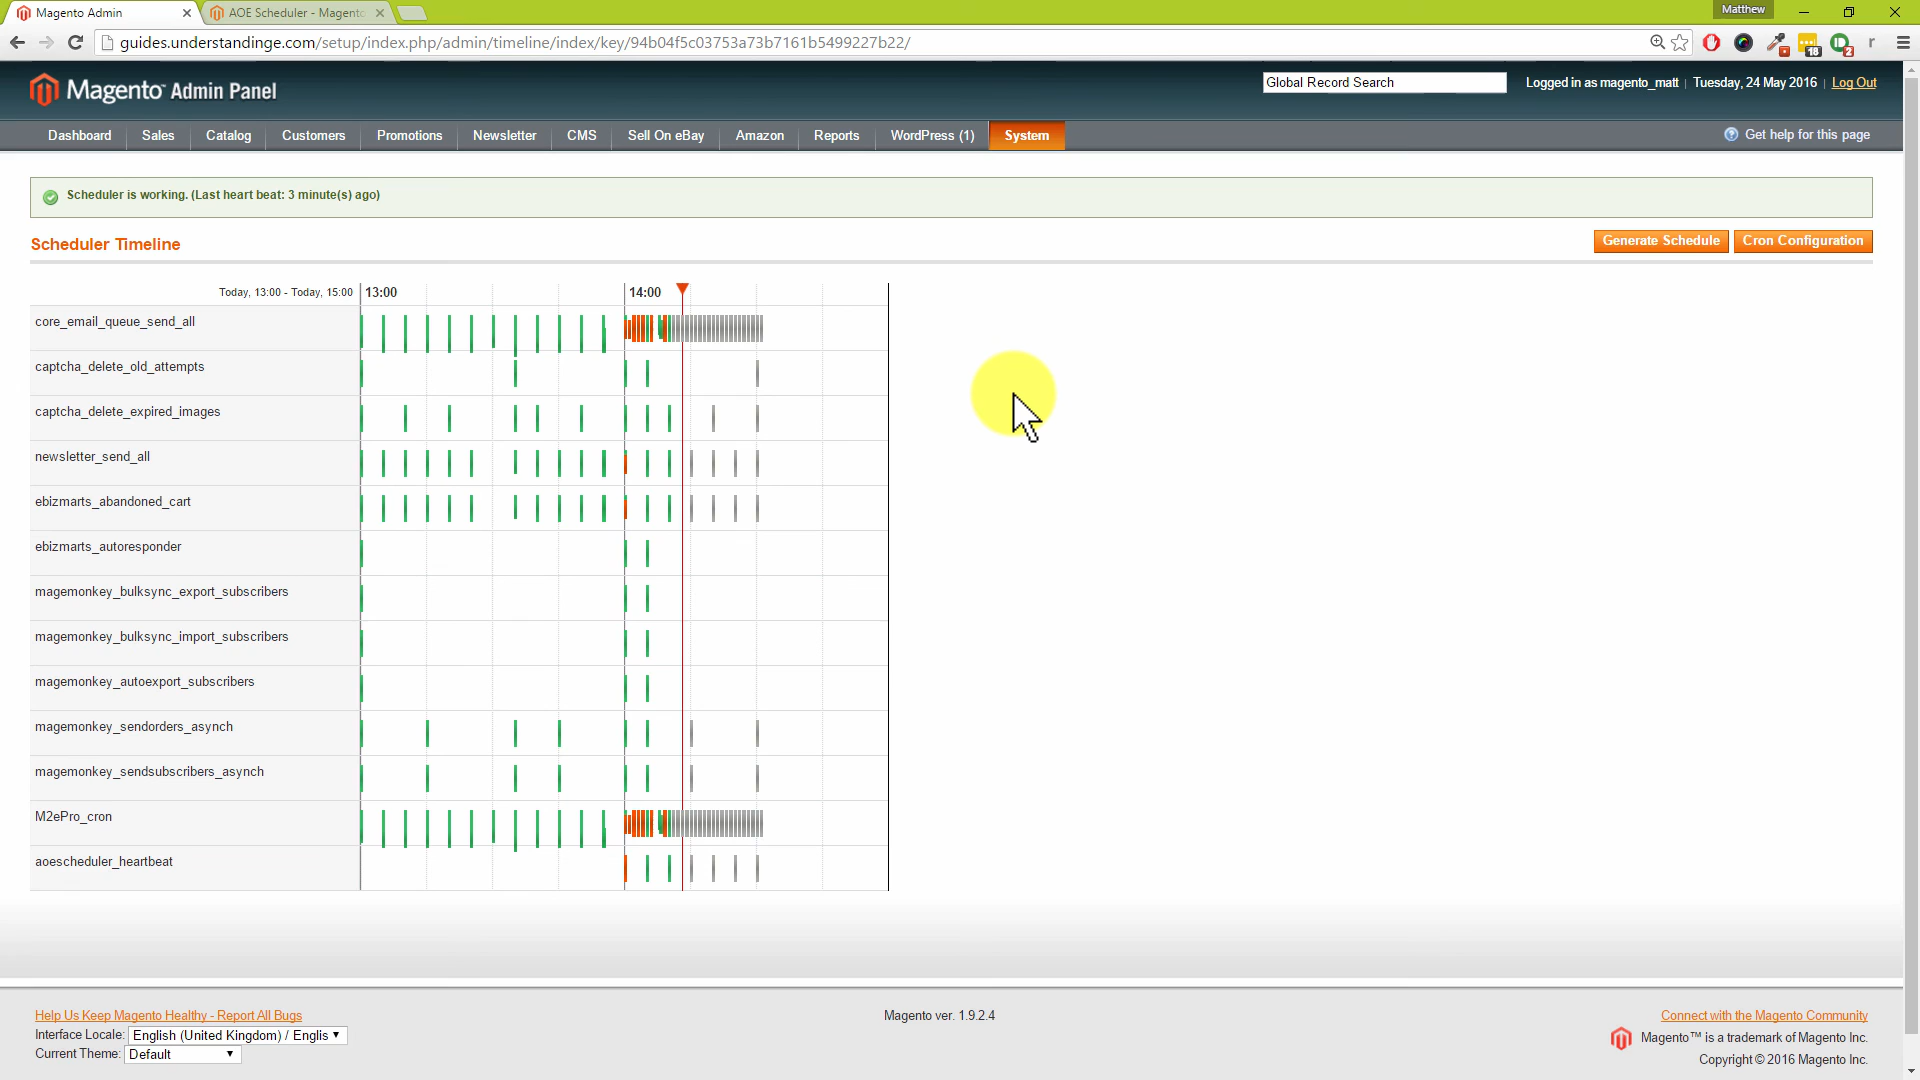 Magento Admin
AOE Scheduler - Magento
Matthew
guides.understandinge.com/setup/index.php/admin/timeline/index/key/94b04f5c03753a73b7161b5499227b22/
18
2
r
Magento Admin Panel
Global Record Search
Logged in as magento_matt | Tuesday, 24 May 2016 | Log Out
Dashboard
Sales
Catalog
Customers
Promotions
Newsletter
CMS
Sell On eBay
Amazon
Reports
WordPress (1)
System
Get help for this page
Scheduler is working. (Last heart beat: 3 minute(s) ago)
Scheduler Timeline
Generate Schedule
Cron Configuration
Today, 13:00 - Today, 15:00
13:00
14:00
core_email_queue_send_all
captcha_delete_old_attempts
captcha_delete_expired_images
newsletter_send_all
ebizmarts_abandoned_cart
ebizmarts_autoresponder
magemonkey_bulksync_export_subscribers
magemonkey_bulksync_import_subscribers
magemonkey_autoexport_subscribers
magemonkey_sendorders_asynch
magemonkey_sendsubscribers_asynch
M2ePro_cron
aoescheduler_heartbeat
Help Us Keep Magento Healthy - Report All Bugs
Interface Locale: English (United Kingdom) / Englis
Current Theme: Default
Magento ver. 1.9.2.4
Connect with the Magento Community
Magento™ is a trademark of Magento Inc.
Copyright © 2016 Magento Inc.